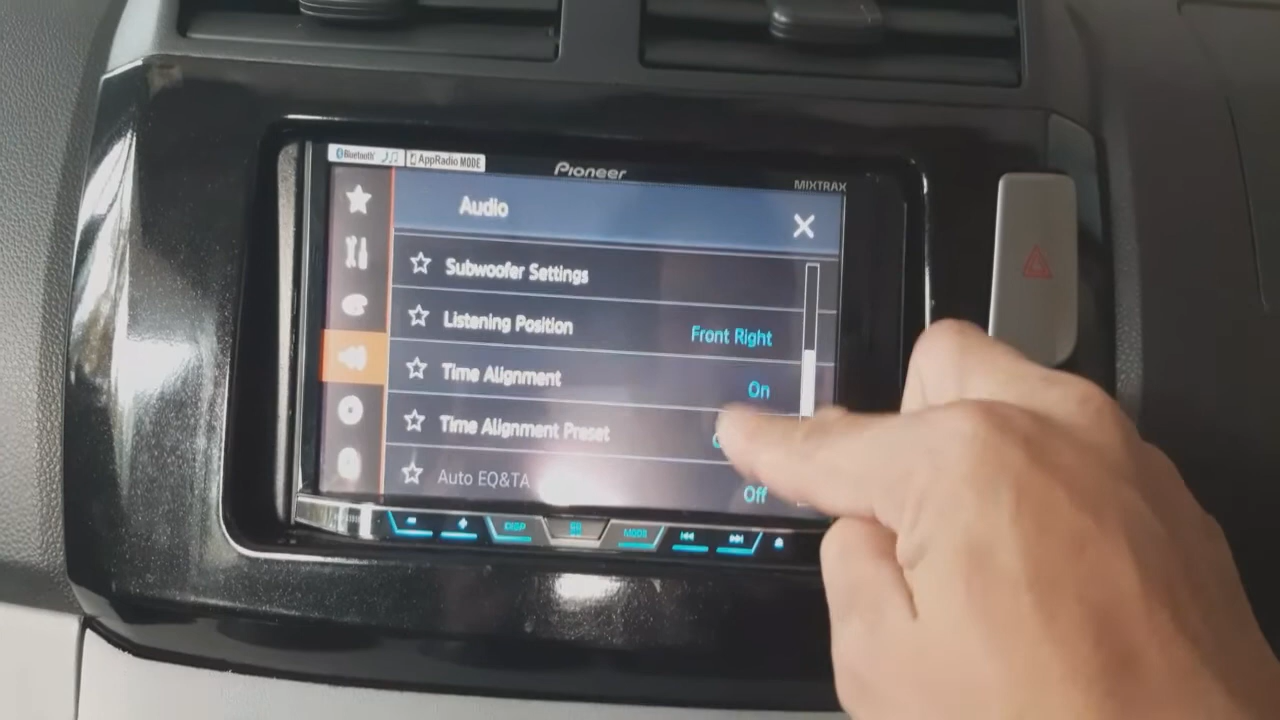 Bluetooth
AppRadio MODE
Pioneer
MIXTRAX
Audio
Subwoofer Settings
Listening Position Front Right
Time Alignment On
Time Alignment Preset
Auto EQ&TA Off
DISP
MODE